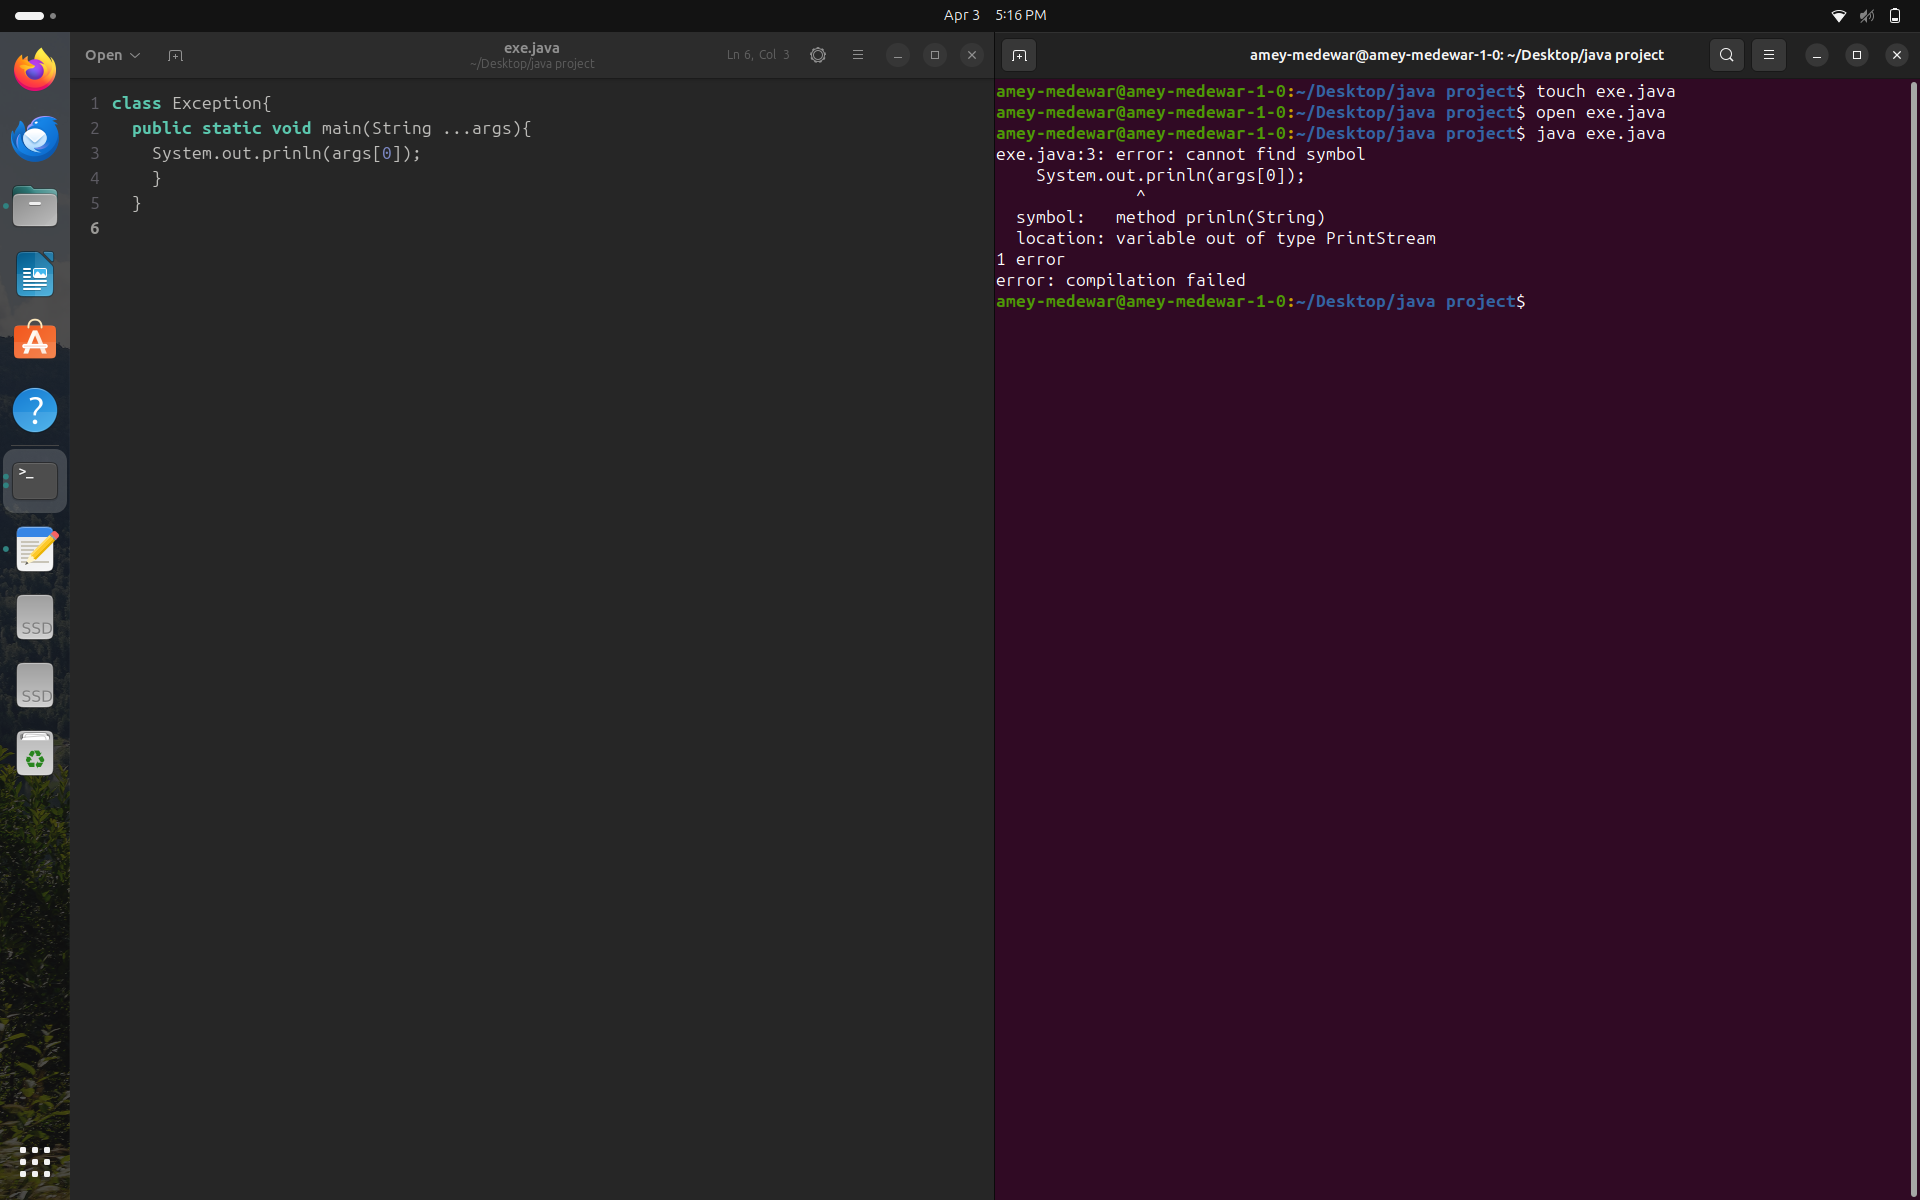 Apr 3 5:16 PM
Open
exe.java
~/Desktop/java project
Ln 6, Col 3
1 class Exception{
2 public static void main(String ...args){
3 System.out.prinln(args[0]);
4 }
5 }
6
amey-medewar@amey-medewar-1-0: ~/Desktop/java project
amey-medewar@amey-medewar-1-0:~/Desktop/java project$ touch exe.java
amey-medewar@amey-medewar-1-0:~/Desktop/java project$ open exe.java
amey-medewar@amey-medewar-1-0:~/Desktop/java project$ java exe.java
exe.java:3: error: cannot find symbol
System.out.prinln(args[0]);
^
symbol: method prinln(String)
location: variable out of type PrintStream
1 error
error: compilation failed
amey-medewar@amey-medewar-1-0:~/Desktop/java project$
?
>_
SSD
SSD